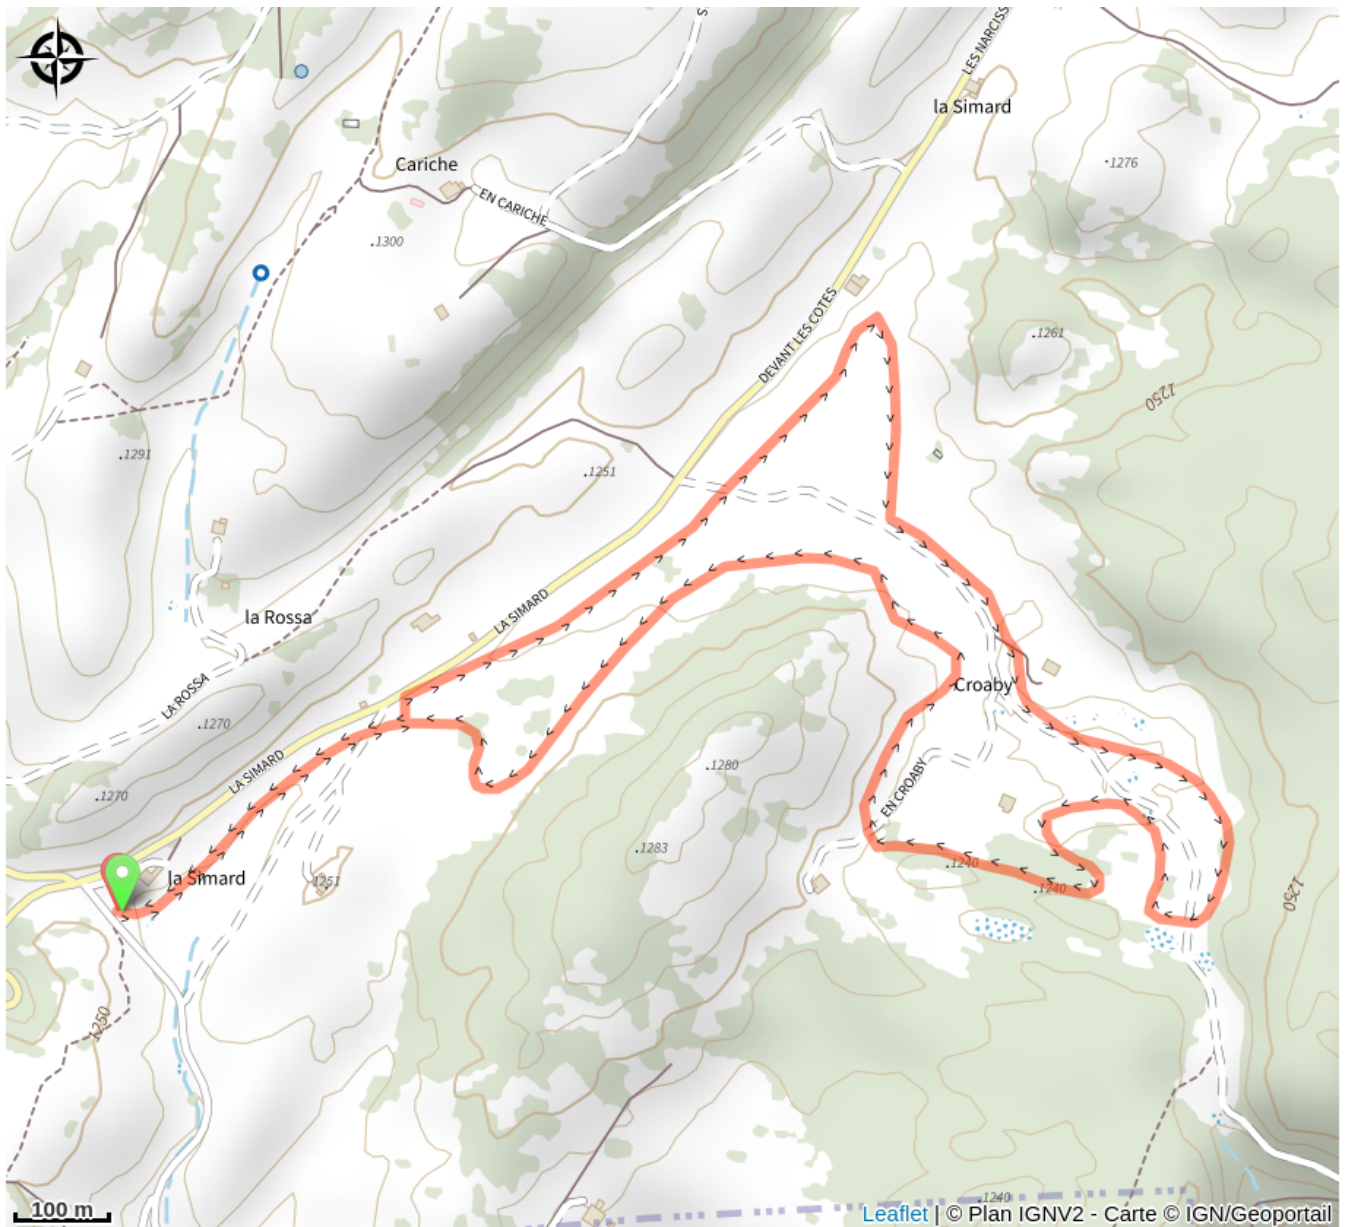 LES NARCISS
S
la Simard
1276
Cariche
EN CARICHE
1300
DEVANT LES COTES
1261
1250
1291
1251
la Rossa
LA SIMARD
LA ROSSA
1270
Croaby
LA SIMARD
1280
1270
EN CROABY
1283
1240
la Simard
1251
1240
1250
1250
1240
100 m
Leaflet | © Plan IGNV2 - Carte © IGN/Geoportail